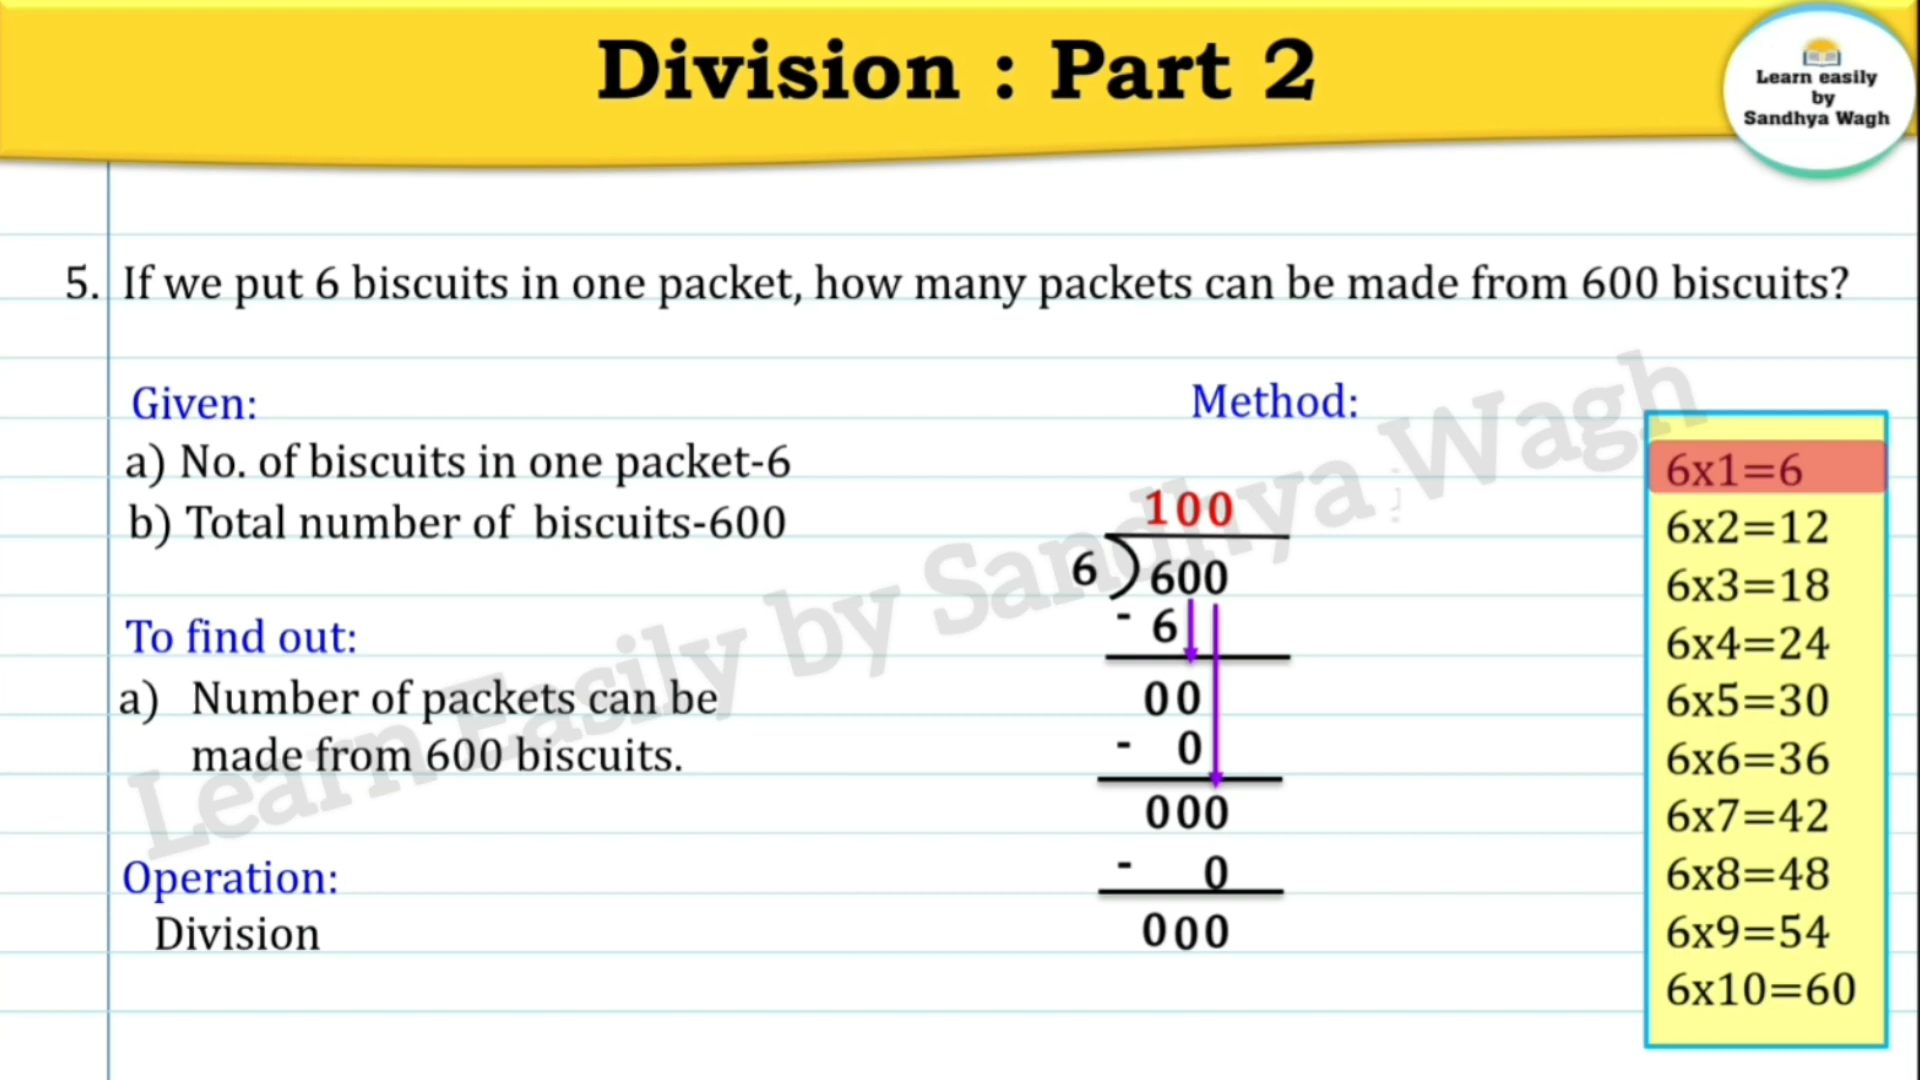 Division : Part 2
Learn easily
by
Sandhya Wagh
5. If we put 6 biscuits in one packet, how many packets can be made from 600 biscuits?
Given:
a) No. of biscuits in one packet-6
b) Total number of biscuits-600
To find out:
a) Number of packets can be
made from 600 biscuits.
Operation:
Division
Method:
100
6 ) 600
- 6
00
- 0
000
- 0
000
6x1=6
6x2=12
6x3=18
6x4=24
6x5=30
6x6=36
6x7=42
6x8=48
6x9=54
6x10=60
Learn Easily by Sandhya Wagh